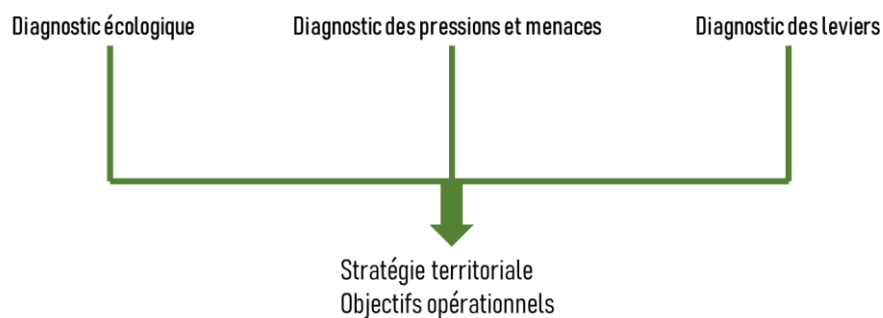 Diagnostic écologique
Diagnostic des pressions et menaces
Diagnostic des leviers
Stratégie territoriale
Objectifs opérationnels